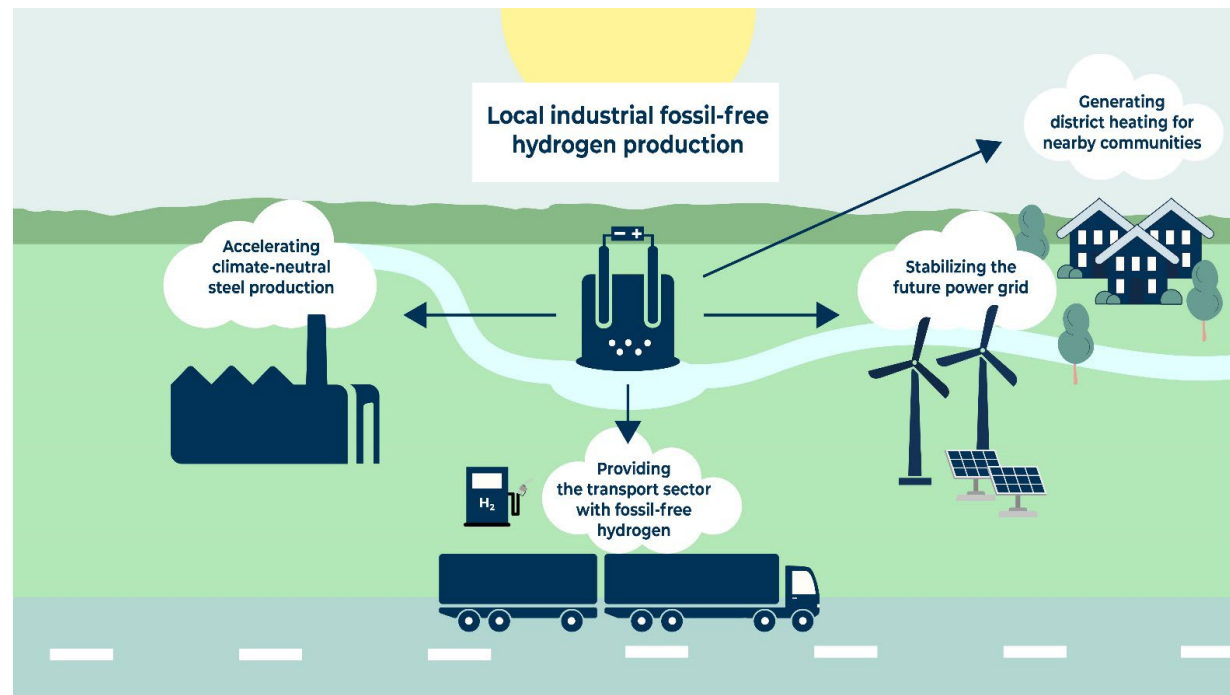 Local industrial fossil-free
hydrogen production
Generating
district heating for
nearby communities
Accelerating
climate-neutral
steel production
Stabilizing the
future power grid
Providing
the transport sector
with fossil-free
hydrogen
H₂